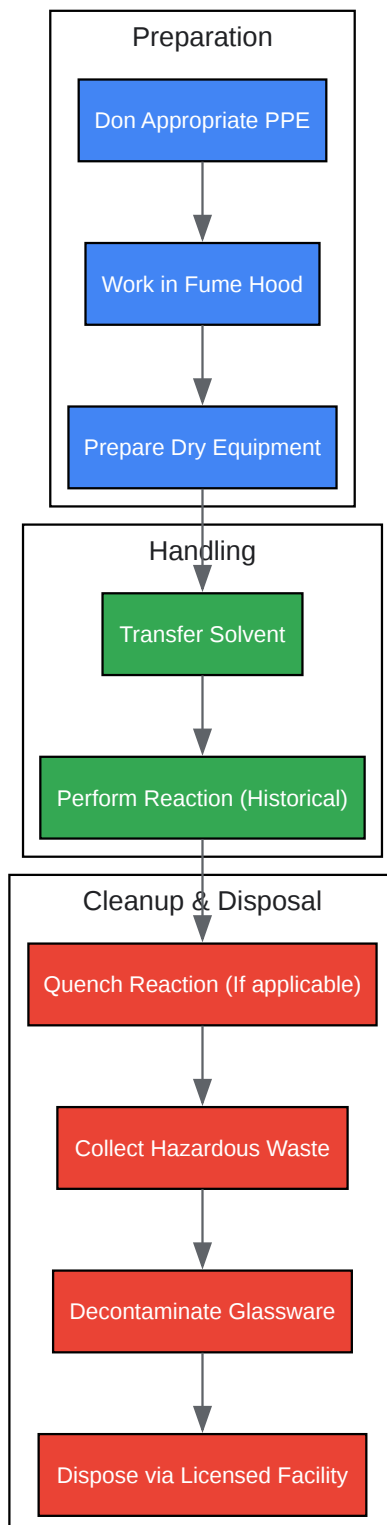 Preparation
Don Appropriate PPE
Work in Fume Hood
Prepare Dry Equipment
Handling
Transfer Solvent
Perform Reaction (Historical)
Cleanup & Disposal
Quench Reaction (If applicable)
Collect Hazardous Waste
Decontaminate Glassware
Dispose via Licensed Facility